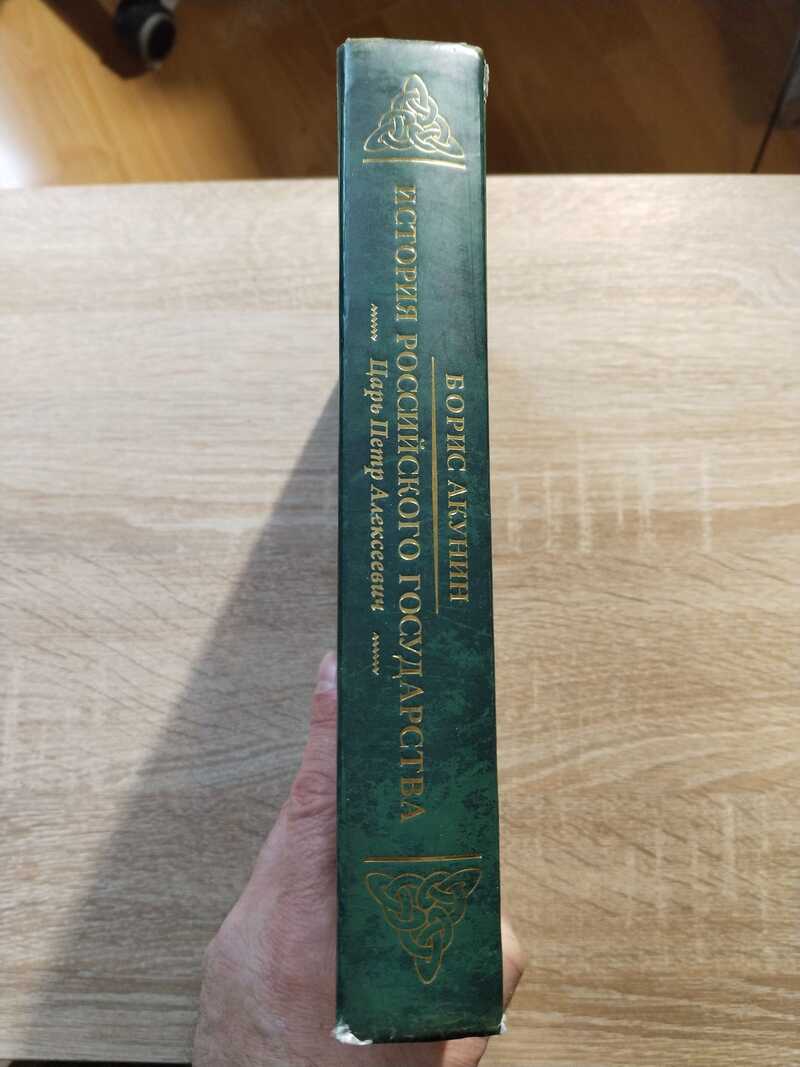 БОРИС АКУНИН
ИСТОРИЯ РОССИЙСКОГО ГОСУДАРСТВА
Царь Петр Алексеевич